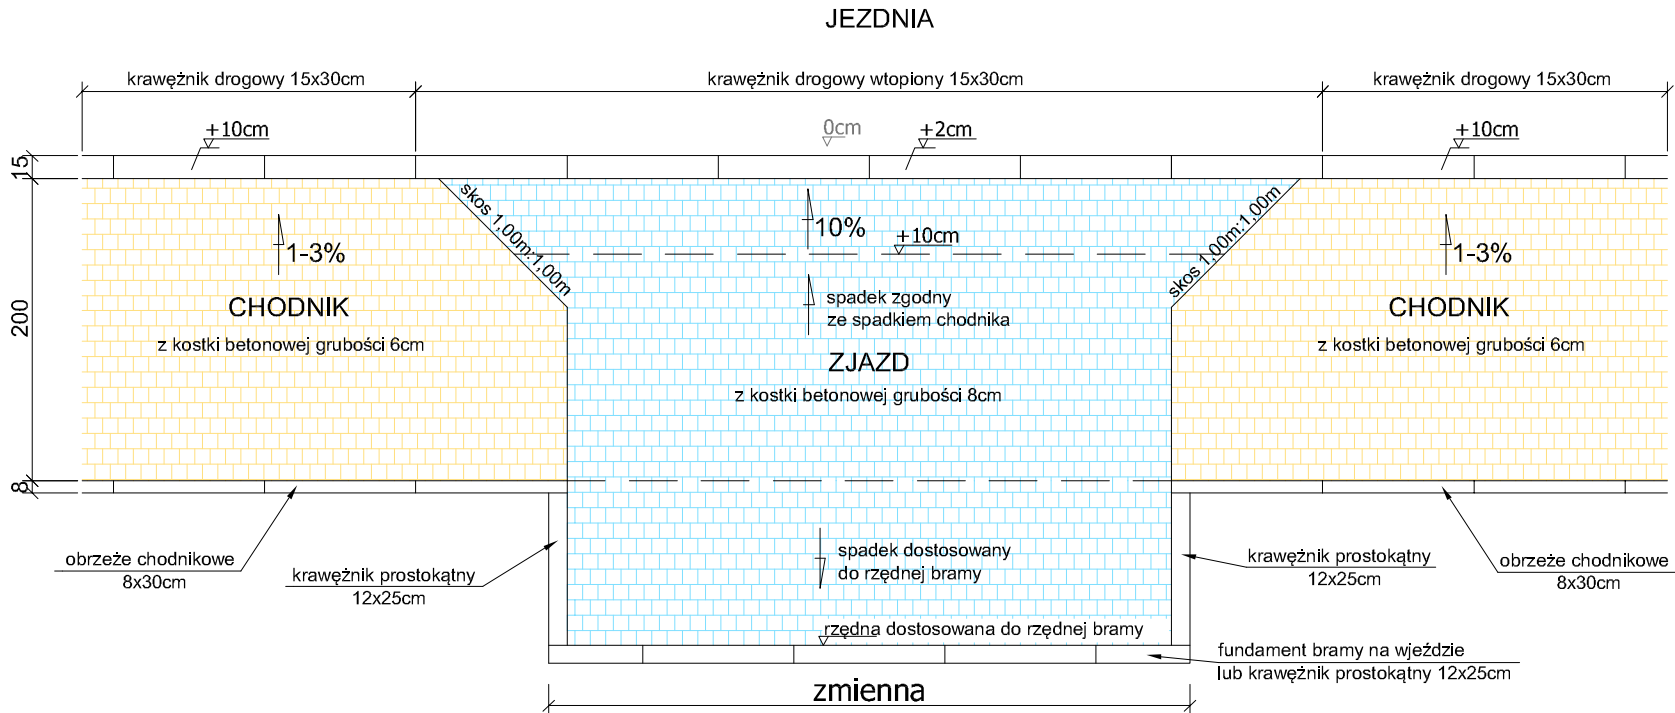 JEZDNIA
krawężnik drogowy 15x30cm
krawężnik drogowy wtopiony 15x30cm
krawężnik drogowy 15x30cm
+10cm
0cm
+2cm
+10cm
15
skos 1,00m:1,00m
skos 1,00m:1,00m
10%
+10cm
1-3%
1-3%
200
CHODNIK
z kostki betonowej grubości 6cm
spadek zgodny
ze spadkiem chodnika
CHODNIK
z kostki betonowej grubości 6cm
ZJAZD
z kostki betonowej grubości 8cm
8
obrzeże chodnikowe
8x30cm
krawężnik prostokątny
12x25cm
spadek dostosowany
do rzędnej bramy
krawężnik prostokątny
12x25cm
obrzeże chodnikowe
8x30cm
rzędna dostosowana do rzędnej bramy
fundament bramy na wjeździe
lub krawężnik prostokątny 12x25cm
zmienna